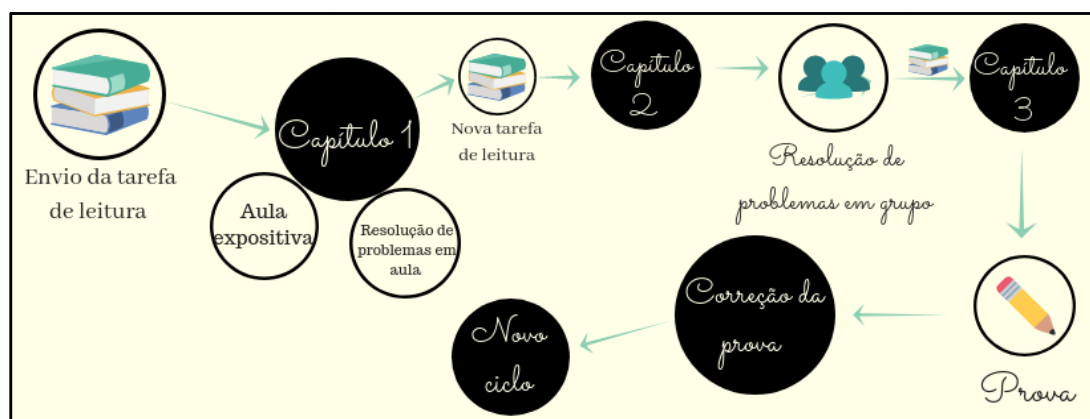 Envio da tarefa
de leitura
Capítulo 1
Aula
expositiva
Resolução de
problemas em
aula
Nova tarefa
de leitura
Capítulo
2
Resolução de
problemas em grupo
Capítulo
3
Prova
Correção da
prova
Novo
ciclo